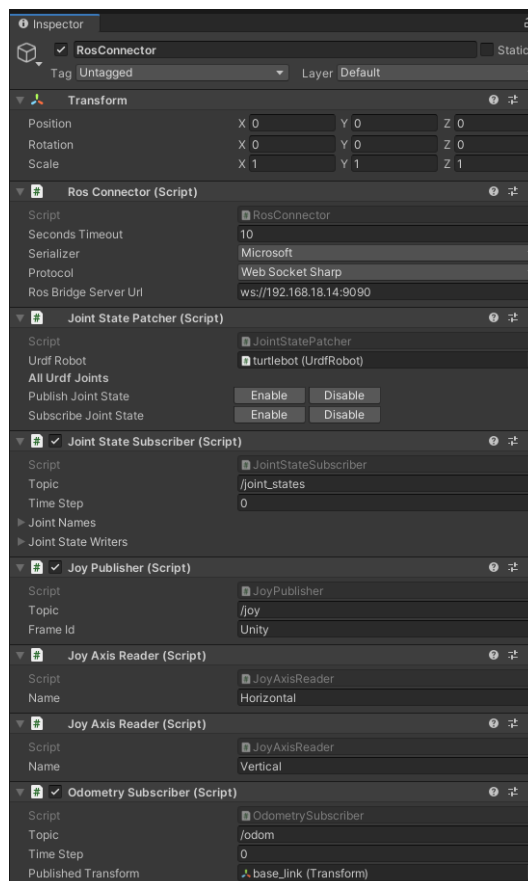 Inspector
RosConnector Static
Tag Untagged Layer Default
Transform
Position X 0 Y 0 Z 0
Rotation X 0 Y 0 Z 0
Scale X 1 Y 1 Z 1
# Ros Connector (Script)
Script RosConnector
Seconds Timeout 10
Serializer Microsoft
Protocol Web Socket Sharp
Ros Bridge Server Url ws://192.168.18.14:9090
# Joint State Patcher (Script)
Script JointStatePatcher
Urdf Robot turtlebot (UrdfRobot)
All Urdf Joints
Publish Joint State Enable Disable
Subscribe Joint State Enable Disable
# Joint State Subscriber (Script)
Script JointStateSubscriber
Topic /joint_states
Time Step 0
Joint Names
Joint State Writers
# Joy Publisher (Script)
Script JoyPublisher
Topic /joy
Frame Id Unity
# Joy Axis Reader (Script)
Script JoyAxisReader
Name Horizontal
# Joy Axis Reader (Script)
Script JoyAxisReader
Name Vertical
# Odometry Subscriber (Script)
Script OdometrySubscriber
Topic /odom
Time Step 0
Published Transform base_link (Transform)